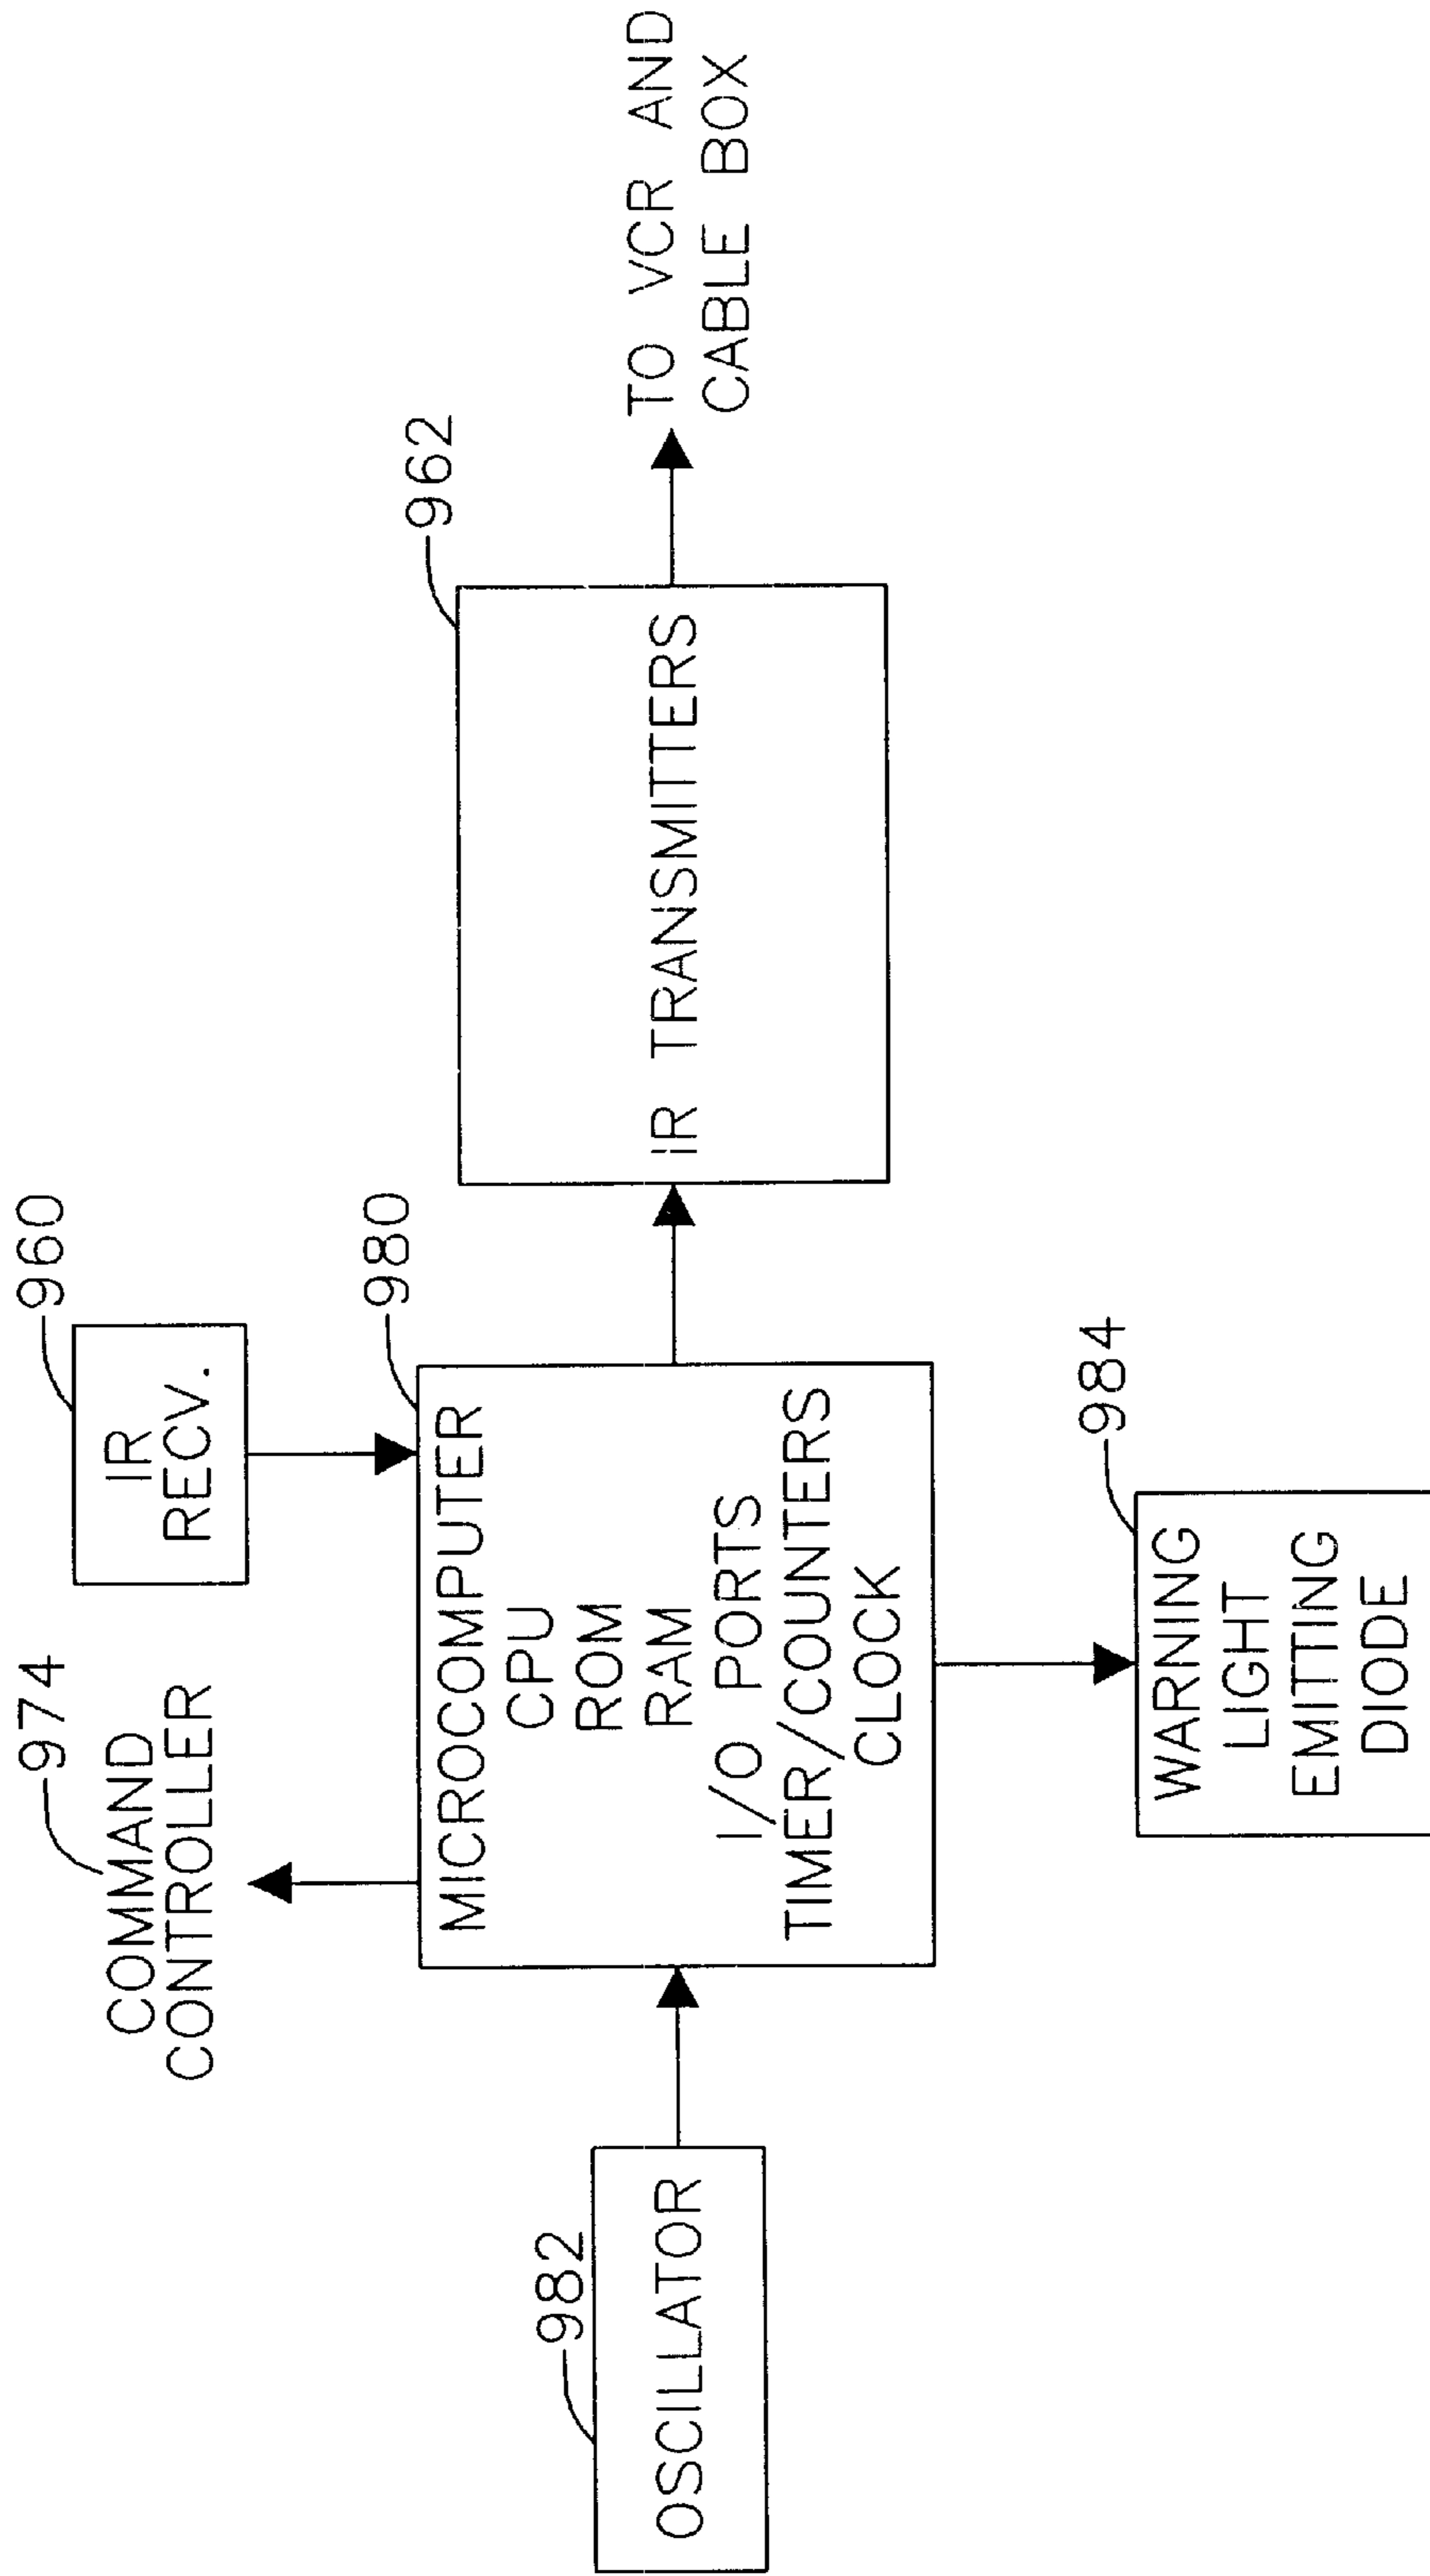 974
COMMAND
CONTROLLER
960
IR
RECV.
982
OSCILLATOR
980
MICROCOMPUTER
CPU
ROM
RAM
I/O PORTS
TIMER/COUNTERS
CLOCK
962
IR TRANSMITTERS
TO VCR AND
CABLE BOX
984
WARNING
LIGHT
EMITTING
DIODE